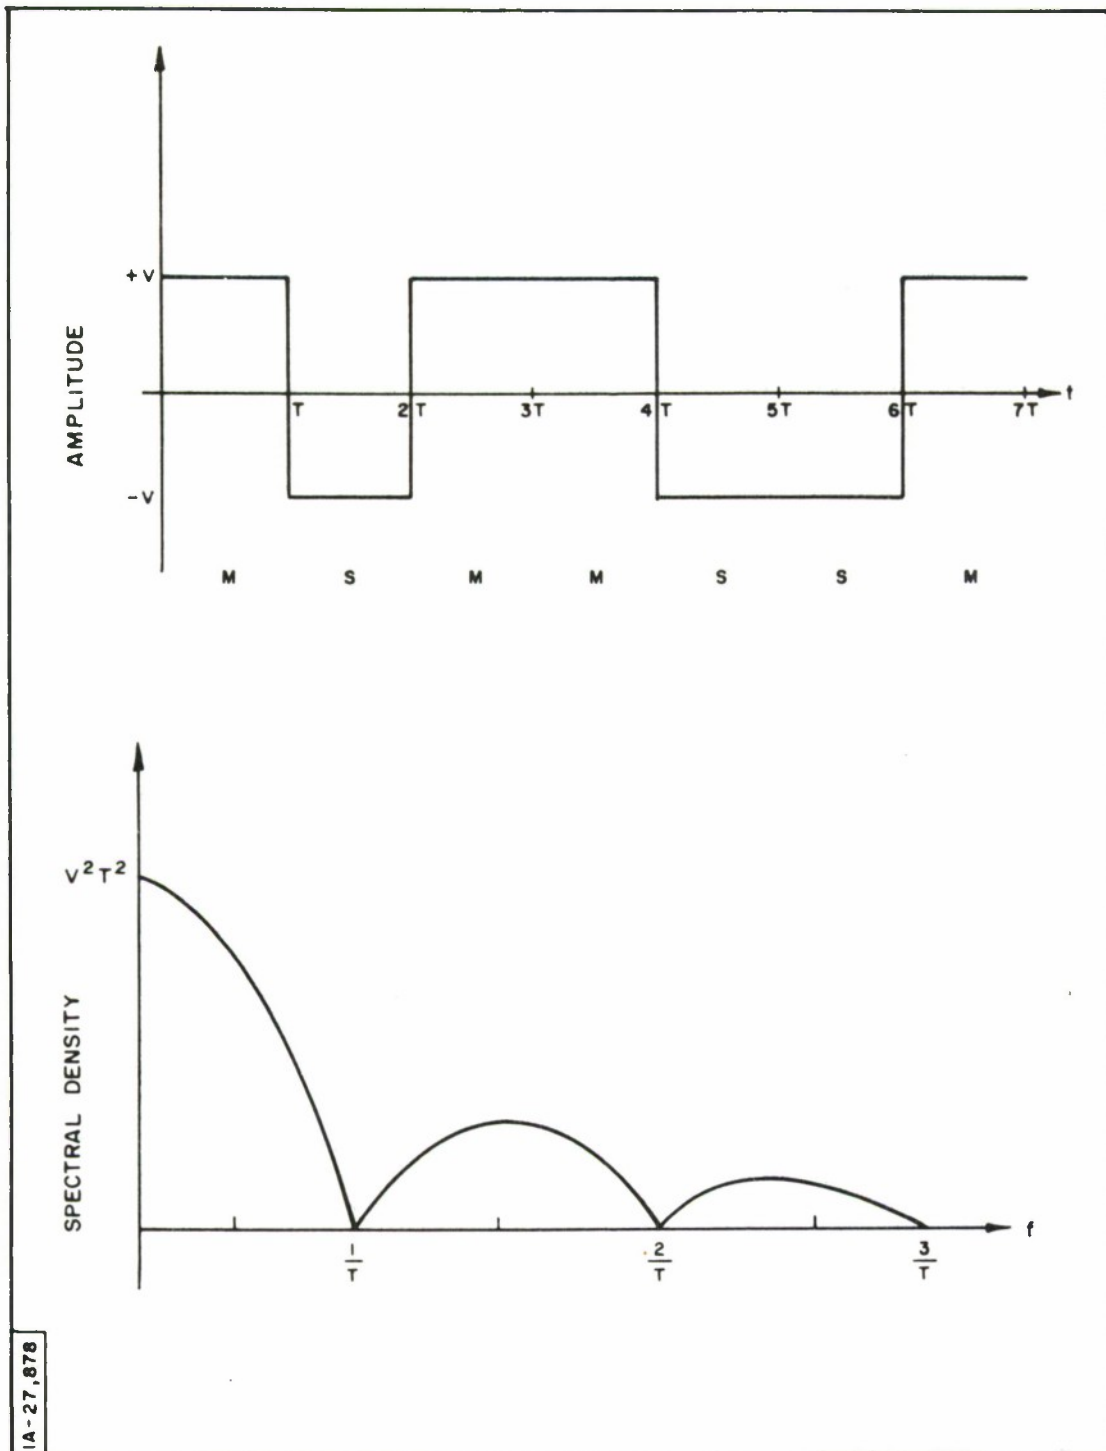 AMPLITUDE
+V
T 2T 3T 4T 5T 6T 7T t
-V
M S M M S S M
SPECTRAL DENSITY
V²T²
f
1/T 2/T 3/T
IA-27,878